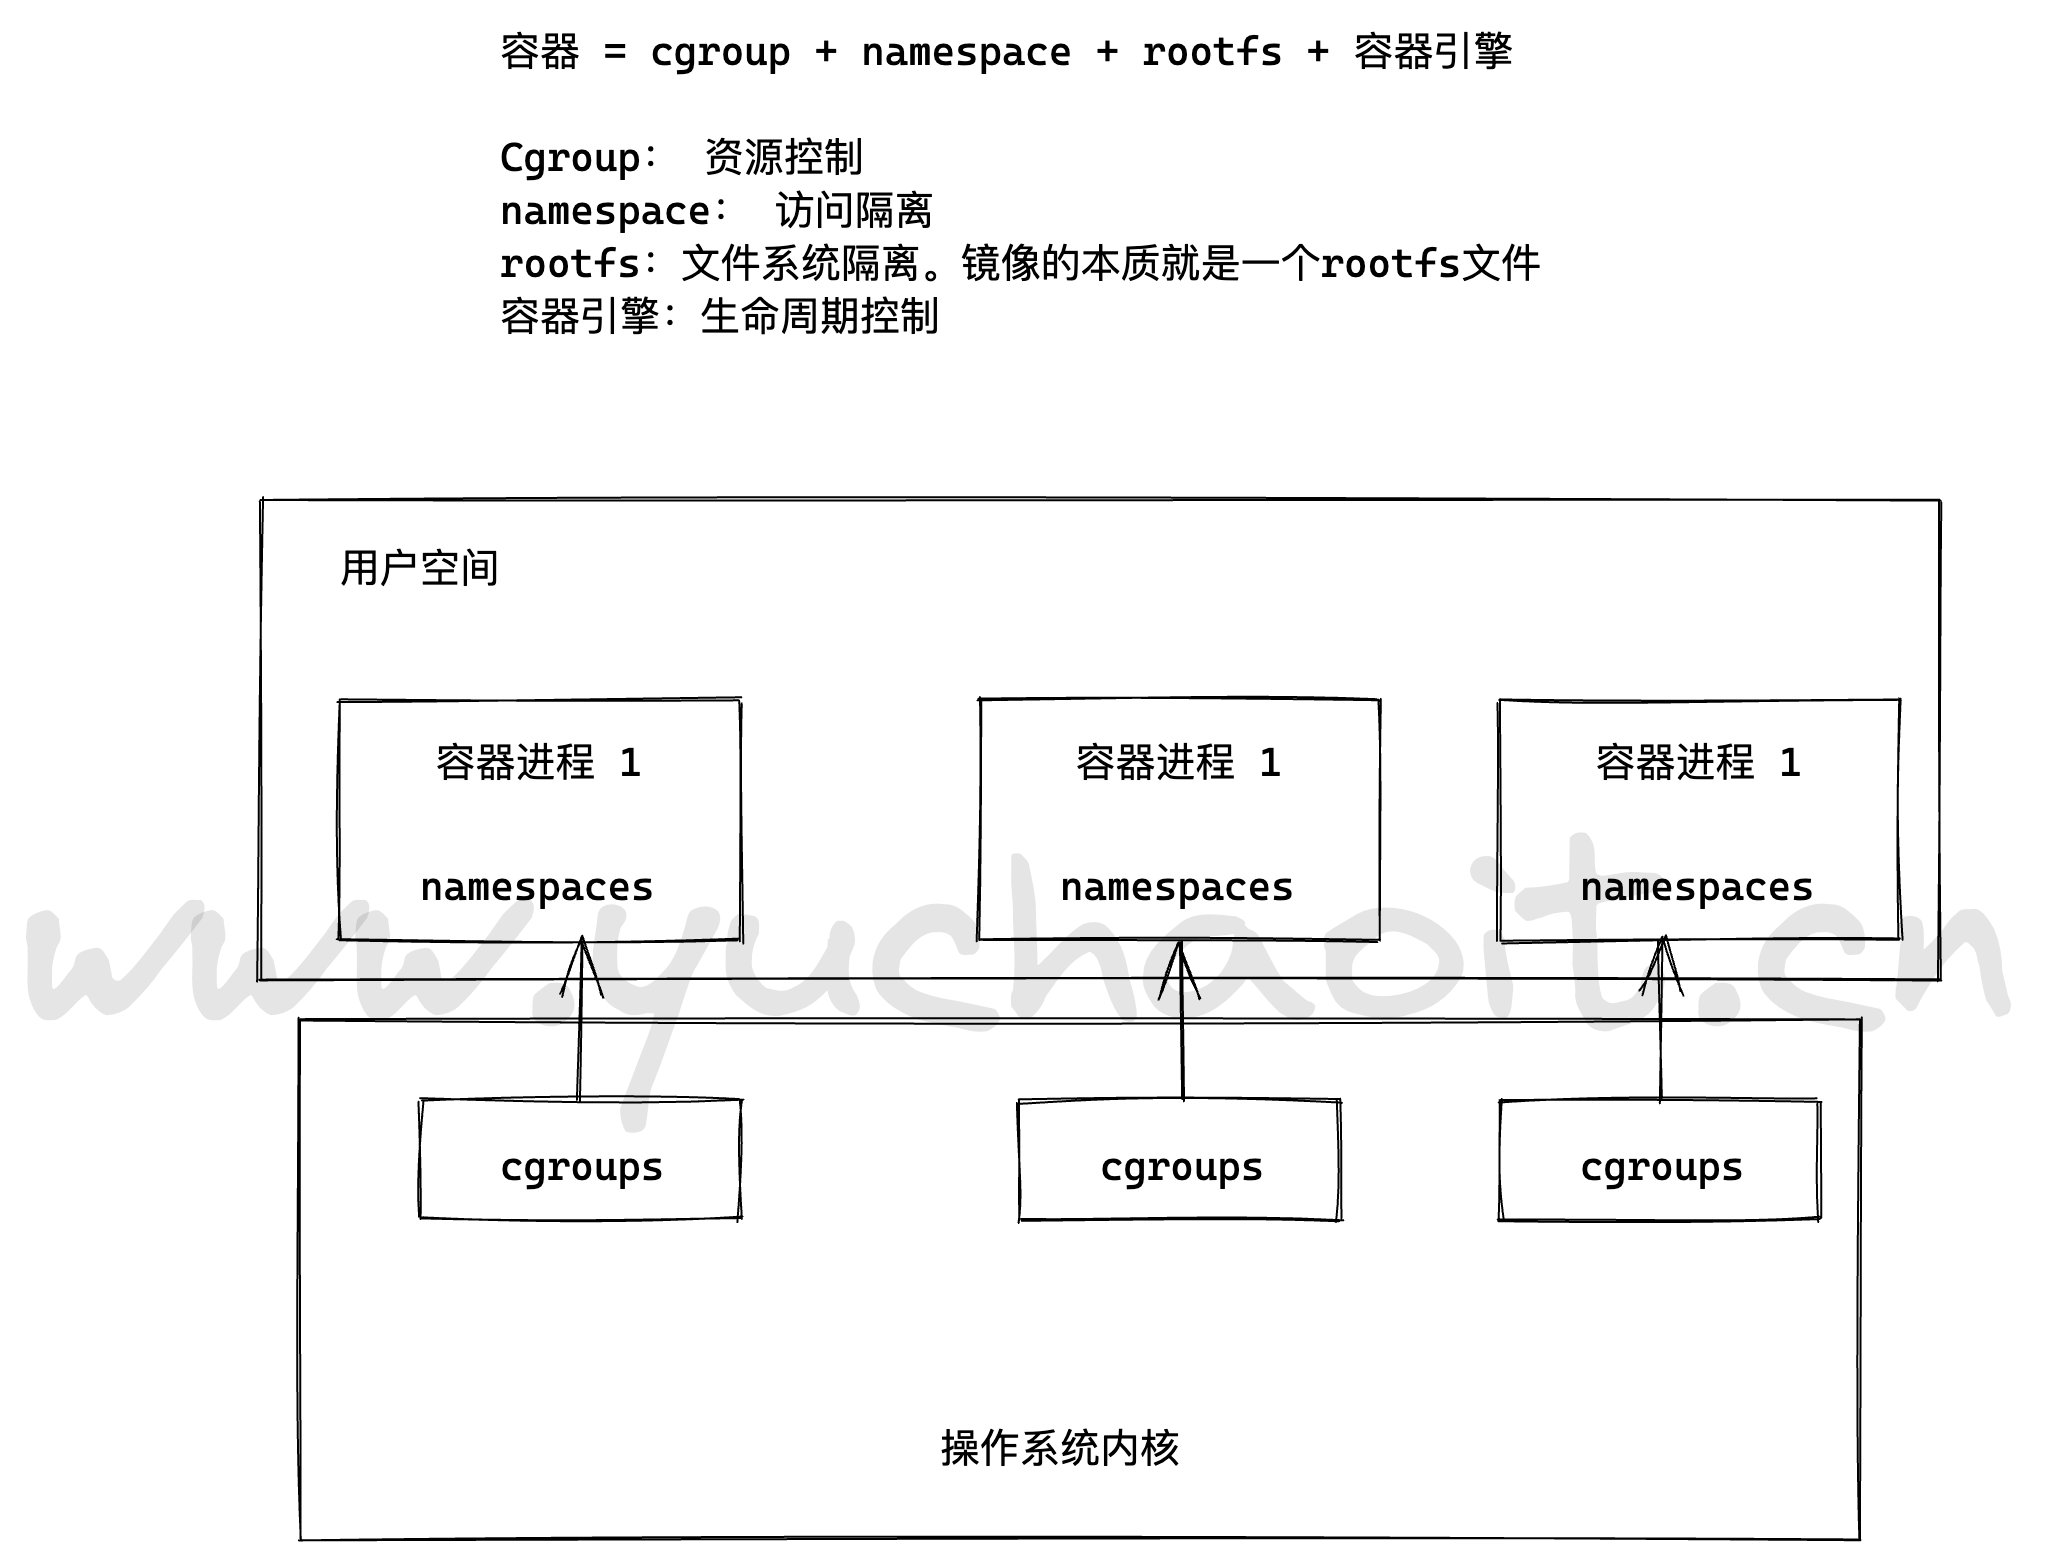 容器 = cgroup + namespace + rootfs + 容器引擎
Cgroup： 资源控制
namespace： 访问隔离
rootfs：文件系统隔离。镜像的本质就是一个rootfs文件
容器引擎：生命周期控制
用户空间
容器进程 1
容器进程 1
容器进程 1
namespaces
namespaces
namespaces
www.yuchaoit.cn
cgroups
cgroups
cgroups
操作系统内核